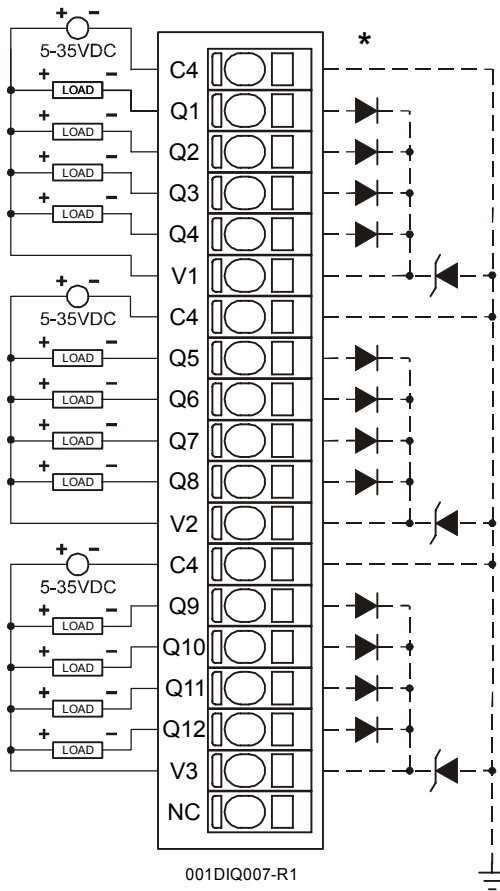 + −
5-35VDC
C4 *
+ LOAD − Q1
+ LOAD − Q2
+ LOAD − Q3
+ LOAD − Q4
V1
+ −
5-35VDC
C4
+ LOAD − Q5
+ LOAD − Q6
+ LOAD − Q7
+ LOAD − Q8
V2
+ −
5-35VDC
C4
+ LOAD − Q9
+ LOAD − Q10
+ LOAD − Q11
+ LOAD − Q12
V3
NC
001DIQ007-R1